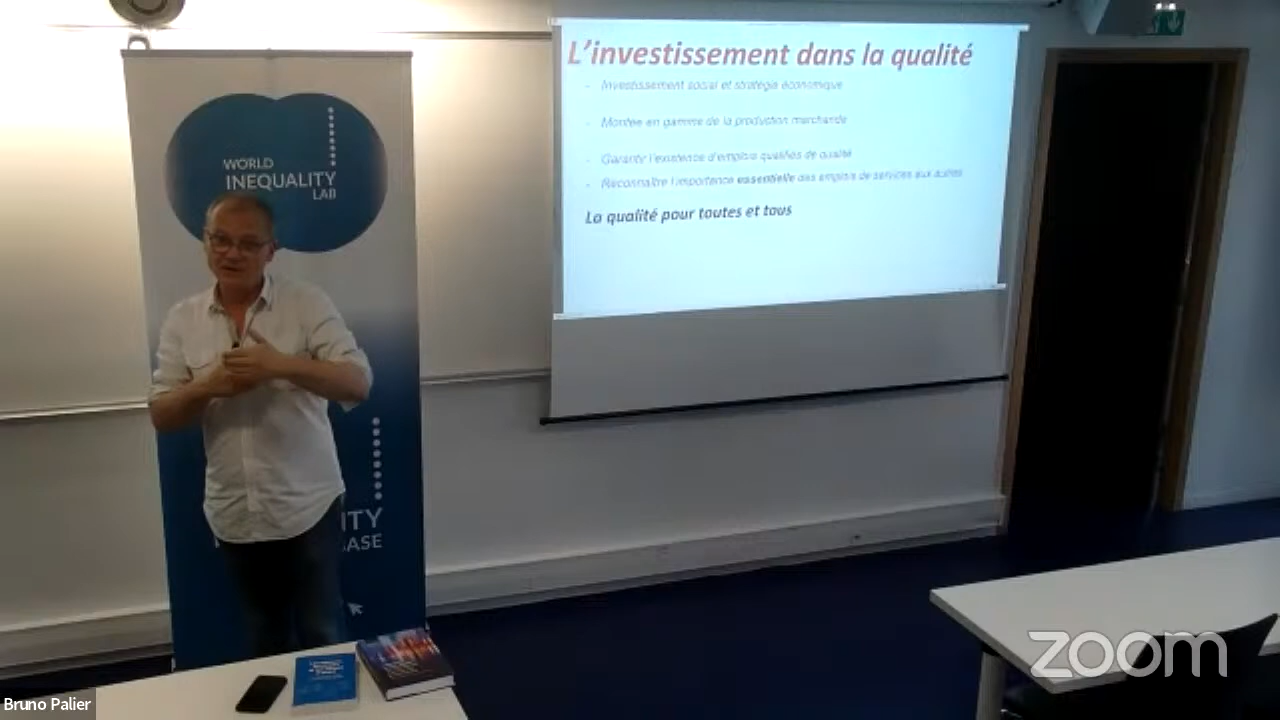 L'investissement dans la qualité
- Investissement social et stratégie économique
- Montée en gamme de la production marchande
- Garantir l'existence d'emplois qualifiés de qualité
- Reconnaître l'importance essentielle des emplois de services aux autres
La qualité pour toutes et tous
WORLD
INEQUALITY
LAB
ITY
ASE
zoom
Bruno Palier